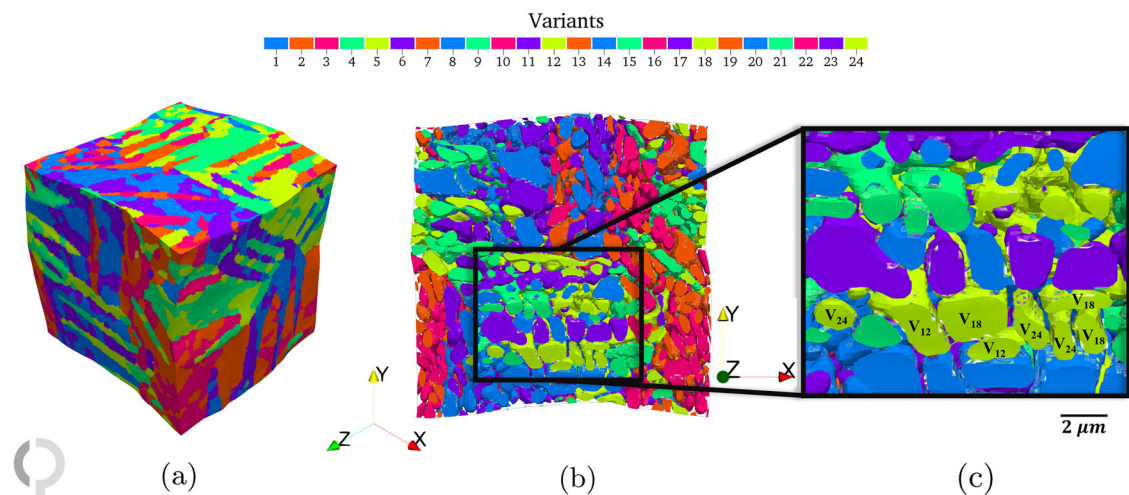 Variants
1 2 3 4 5 6 7 8 9 10 11 12 13 14 15 16 17 18 19 20 21 22 23 24
Y
Z
X
Y
Z
X
V24
V12
V18
V12
V24
V24
V18
V18
2 μm
(a)
(b)
(c)